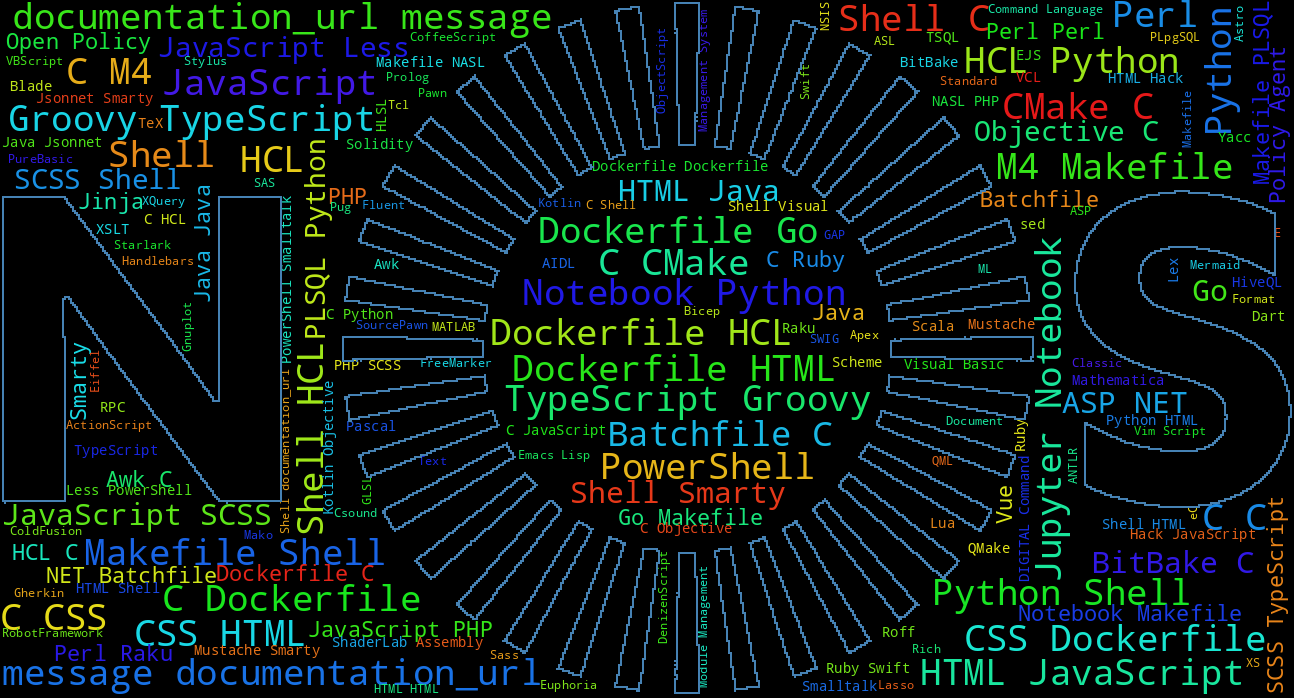 documentation_url message
Open Policy
JavaScript Less
CoffeeScript
VBScript
Stylus
C M4
Makefile NASL
Blade
JavaScript
Prolog
Pawn
Jsonnet Smarty
Tcl
HLSL
Groovy
TeX
TypeScript
Java Jsonnet
Solidity
PureBasic
Shell
HCL
SCSS Shell
SAS
Jinja
XQuery
C HCL
XSLT
Starlark
Handlebars
Java Java
PowerShell Smalltalk
PLSQL Python
PHP
Pug
Fluent
Gnuplot
Awk
C Python
SourcePawn
MATLAB
PHP SCSS
FreeMarker
Smarty
Eiffel
RPC
ActionScript
TypeScript
Awk C
Less PowerShell
Shell documentation_url
Shell HCL
Kotlin Objective
Pascal
Text
GLSL
Csound
JavaScript SCSS
ColdFusion
Mako
HCL C
Makefile Shell
NET Batchfile
Dockerfile C
Gherkin
HTML Shell
C Dockerfile
C CSS
RobotFramework
CSS HTML
JavaScript PHP
Perl Raku
Mustache Smarty
ShaderLab
Assembly
Sass
message documentation_url
HTML HTML
Euphoria
ObjectScript
Management System
Swift
NSIS
Dockerfile Dockerfile
HTML Java
Kotlin
C Shell
Shell Visual
Dockerfile Go
GAP
C CMake
AIDL
C Ruby
Notebook Python
Bicep
Java
Dockerfile HCL
Raku
SWIG
Apex
Dockerfile HTML
Scheme
TypeScript Groovy
C JavaScript
Batchfile C
Emacs Lisp
PowerShell
Shell Smarty
Go Makefile
C Objective
DenizenScript
Module Management
Shell C
Command Language
Perl
Perl Perl
ASL
TSQL
PLpgSQL
Astro
Python
Makefile PLSQL
Policy Agent
BitBake
HCL
EJS
Python
Standard
VCL
HTML Hack
NASL PHP
CMake C
Makefile
Objective C
Yacc
M4 Makefile
Batchfile
ASP
sed
E
ML
Lex
Mermaid
HiveQL
Go
Format
Dart
Scala
Mustache
Visual Basic
Classic
Mathematica
Jupyter Notebook
ASP NET
Document
Python HTML
Vim Script
Ruby
QML
ANTLR
Vue
DIGITAL Command
Lua
QMake
eC
C C
Shell HTML
Hack JavaScript
BitBake C
Python Shell
Notebook Makefile
SCSS TypeScript
Roff
Rich
CSS Dockerfile
Ruby Swift
HTML JavaScript
XS
Smalltalk
Lasso